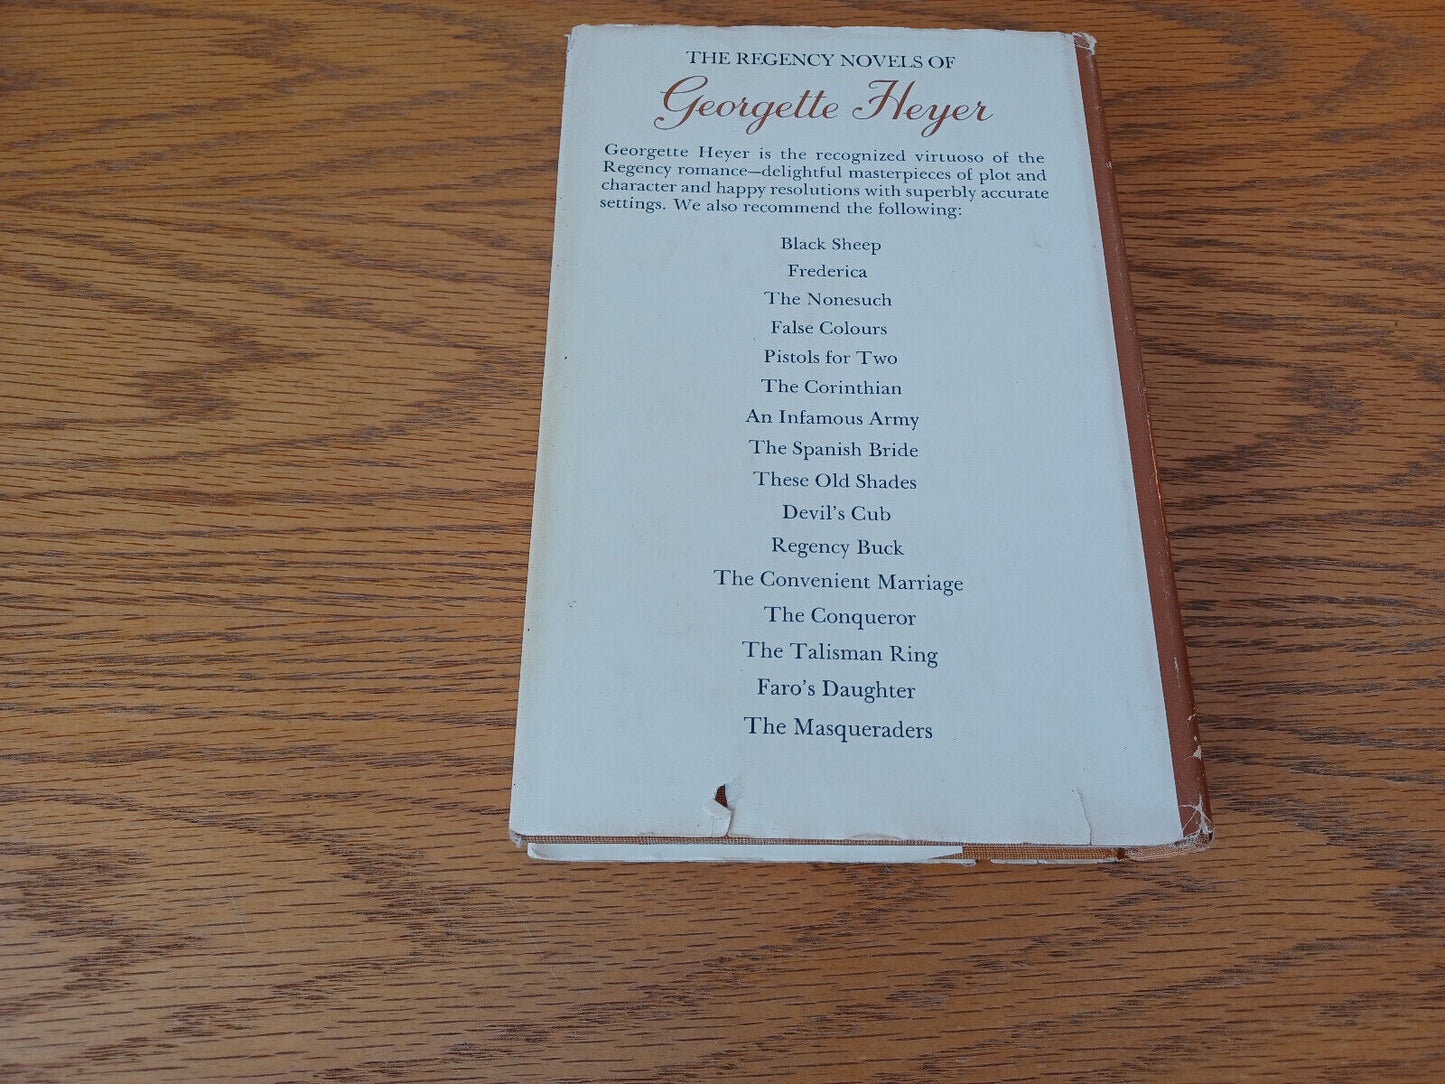 THE REGENCY NOVELS OF
Georgette Heyer
Georgette Heyer is the recognized virtuoso of the
Regency romance—delightful masterpieces of plot and
character and happy resolutions with superbly accurate
settings. We also recommend the following:
Black Sheep
Frederica
The Nonesuch
False Colours
Pistols for Two
The Corinthian
An Infamous Army
The Spanish Bride
These Old Shades
Devil's Cub
Regency Buck
The Convenient Marriage
The Conqueror
The Talisman Ring
Faro's Daughter
The Masqueraders